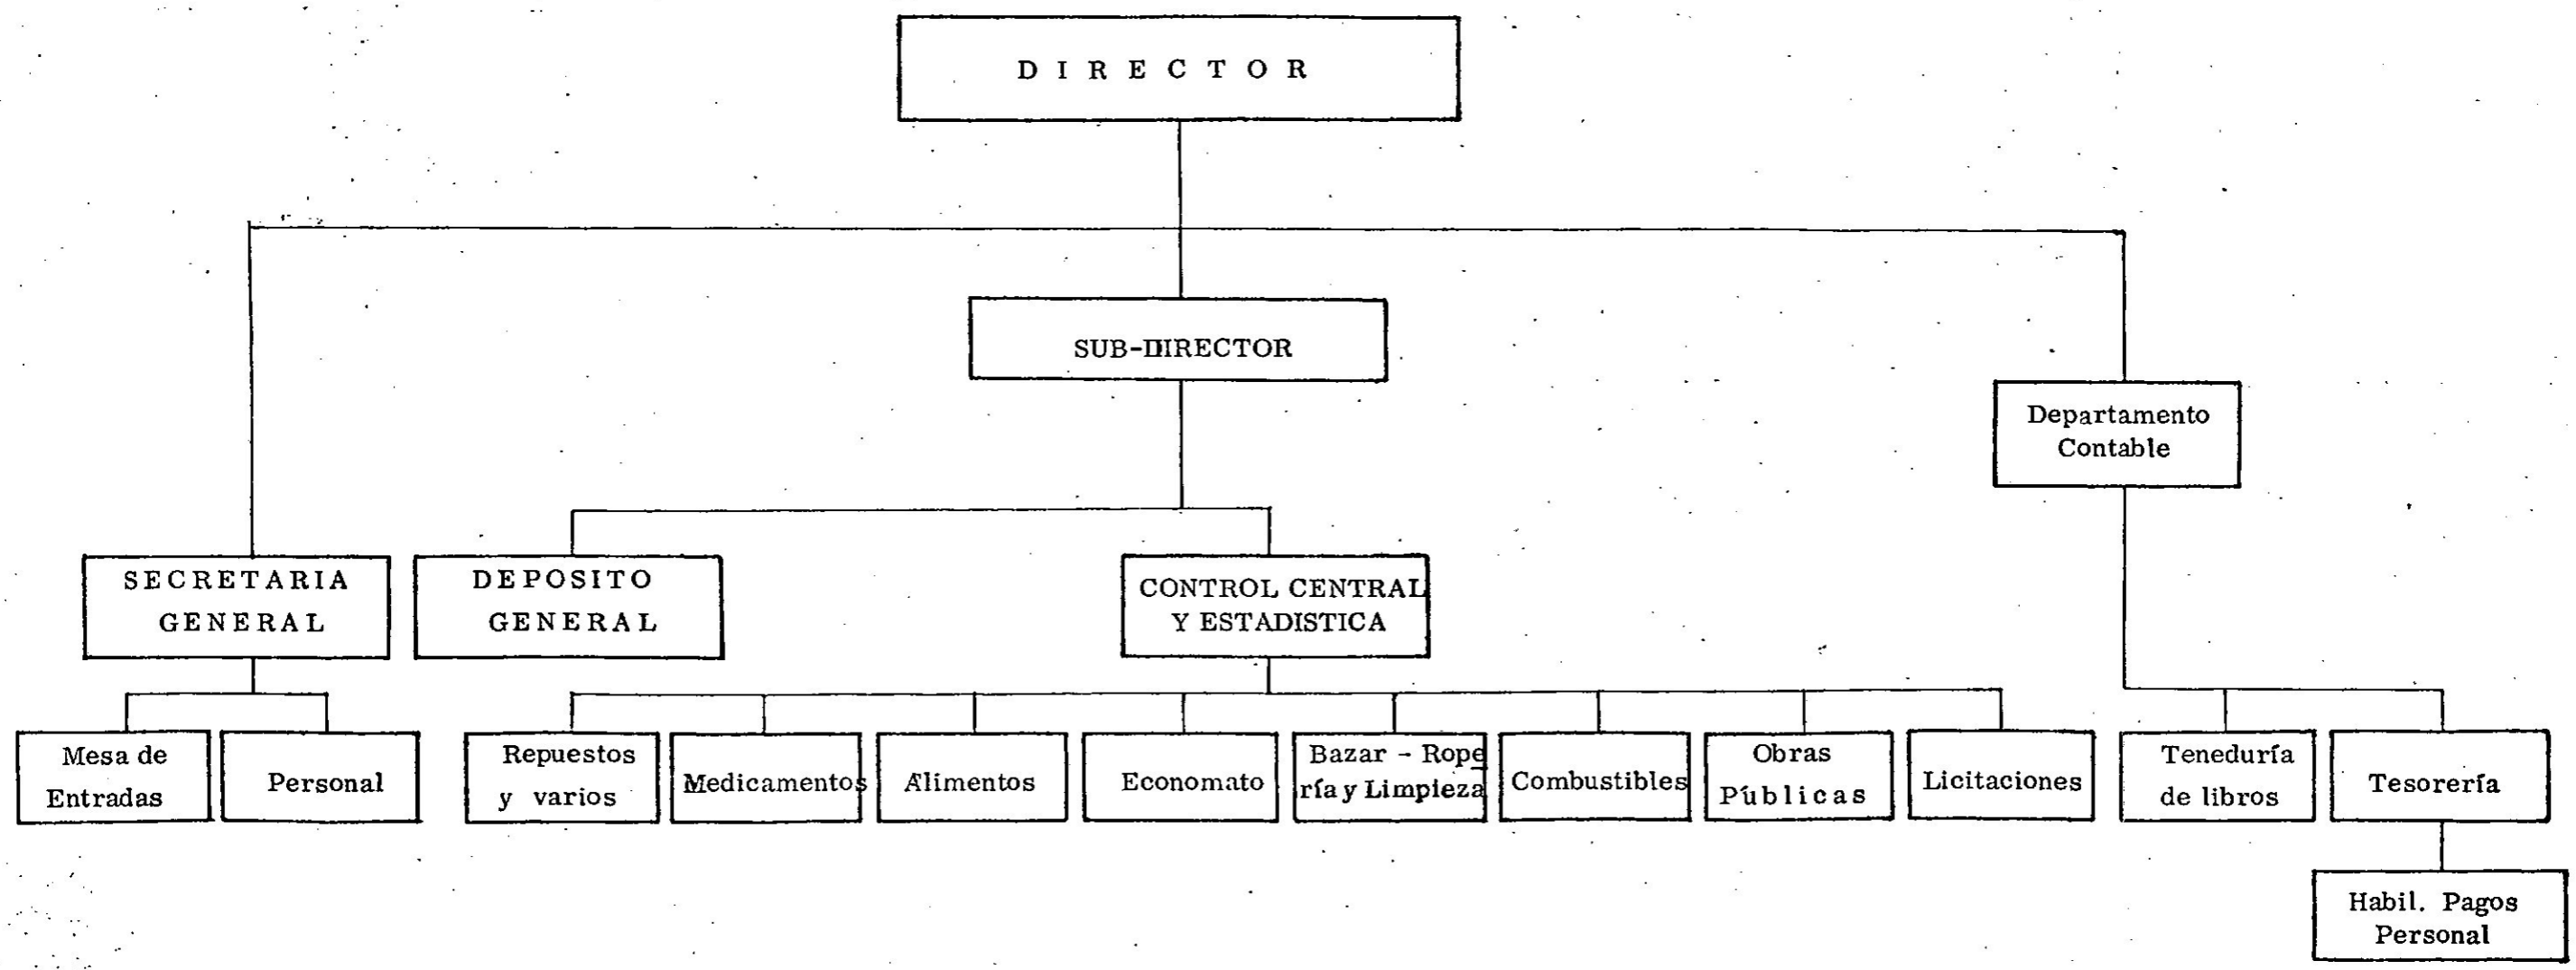 DIRECTOR
SUB-DIRECTOR
Departamento
Contable
SECRETARIA
GENERAL
DEPOSITO
GENERAL
CONTROL CENTRAL
Y ESTADISTICA
Mesa de
Entradas
Personal
Repuestos
y varios
Medicamentos
Alimentos
Economato
Bazar - Rope
ría y Limpieza
Combustibles
Obras
Públicas
Licitaciones
Teneduría
de libros
Tesorería
Habil. Pagos
Personal